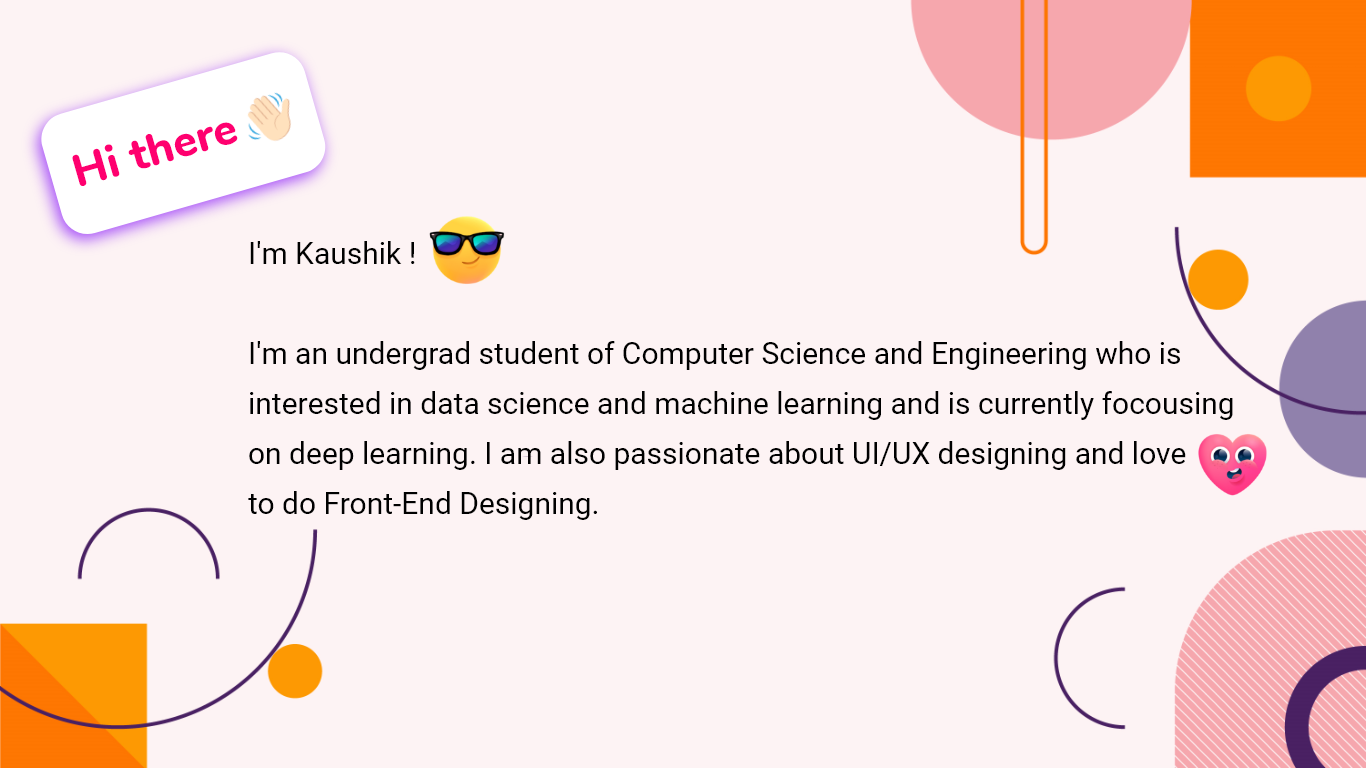 Hi there
I'm Kaushik !
I'm an undergrad student of Computer Science and Engineering who is
interested in data science and machine learning and is currently focousing
on deep learning. I am also passionate about UI/UX designing and love
to do Front-End Designing.